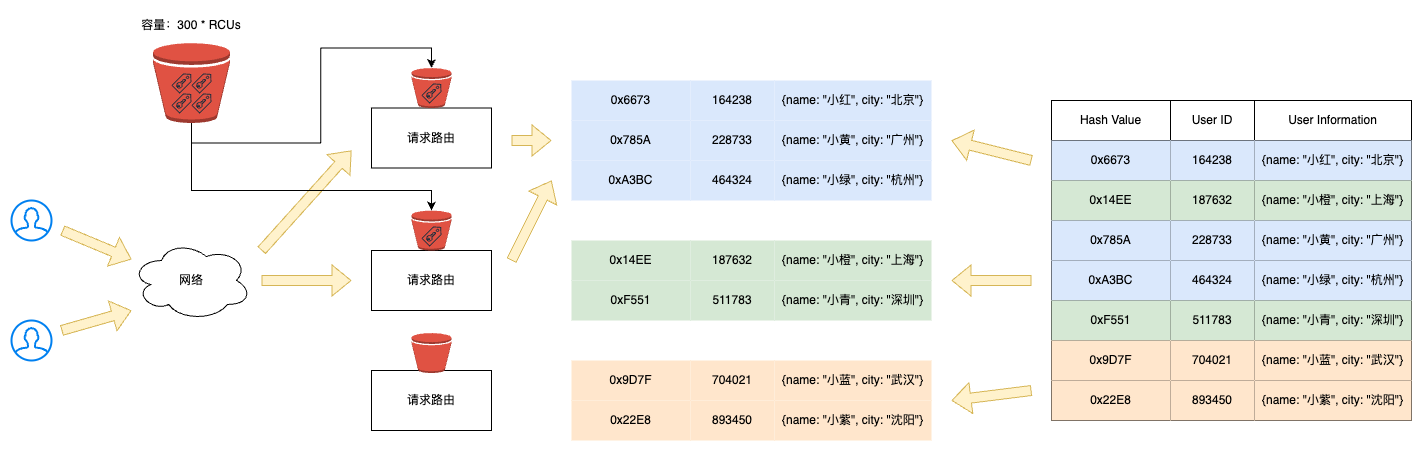 容量：300 * RCUs
请求路由
网络
请求路由
请求路由
0x6673 164238 {name: "小红", city: "北京"}
0x785A 228733 {name: "小黄", city: "广州"}
0xA3BC 464324 {name: "小绿", city: "杭州"}
0x14EE 187632 {name: "小橙", city: "上海"}
0xF551 511783 {name: "小青", city: "深圳"}
0x9D7F 704021 {name: "小蓝", city: "武汉"}
0x22E8 893450 {name: "小紫", city: "沈阳"}
Hash Value User ID User Information
0x6673 164238 {name: "小红", city: "北京"}
0x14EE 187632 {name: "小橙", city: "上海"}
0x785A 228733 {name: "小黄", city: "广州"}
0xA3BC 464324 {name: "小绿", city: "杭州"}
0xF551 511783 {name: "小青", city: "深圳"}
0x9D7F 704021 {name: "小蓝", city: "武汉"}
0x22E8 893450 {name: "小紫", city: "沈阳"}